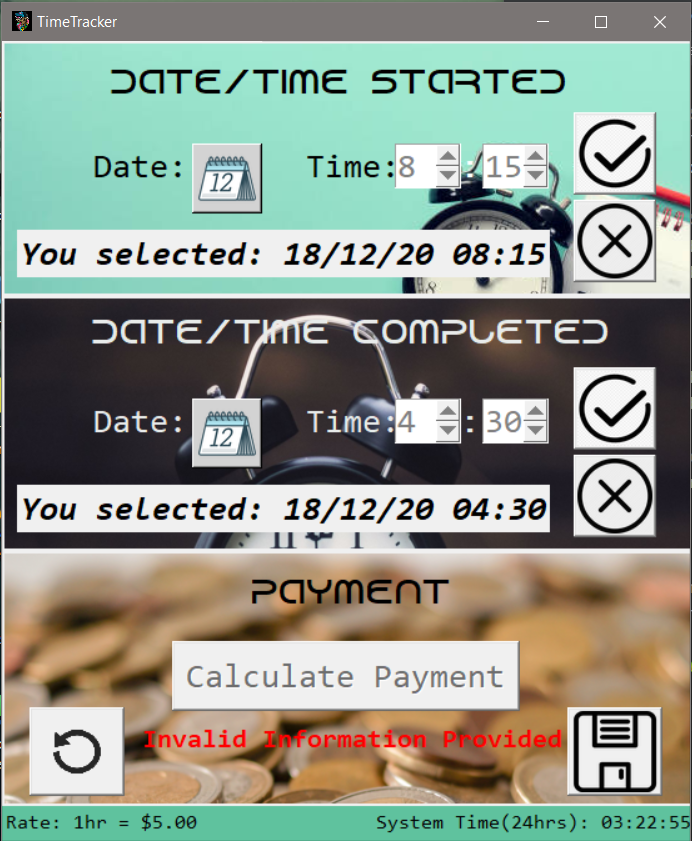 TimeTracker
DATE/TIME STARTED
Date: 12 Time: 8 : 15
You selected: 18/12/20 08:15
DATE/TIME COMPLETED
Date: 12 Time: 4 : 30
You selected: 18/12/20 04:30
PAYMENT
Calculate Payment
Invalid Information Provided
Rate: 1hr = $5.00 System Time(24hrs): 03:22:55